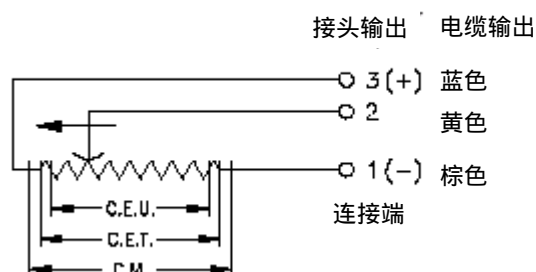 接头输出 电缆输出
3(+) 蓝色
2 黄色
1(-) 棕色
连接端
C.E.U.
C.E.T.
C.M.